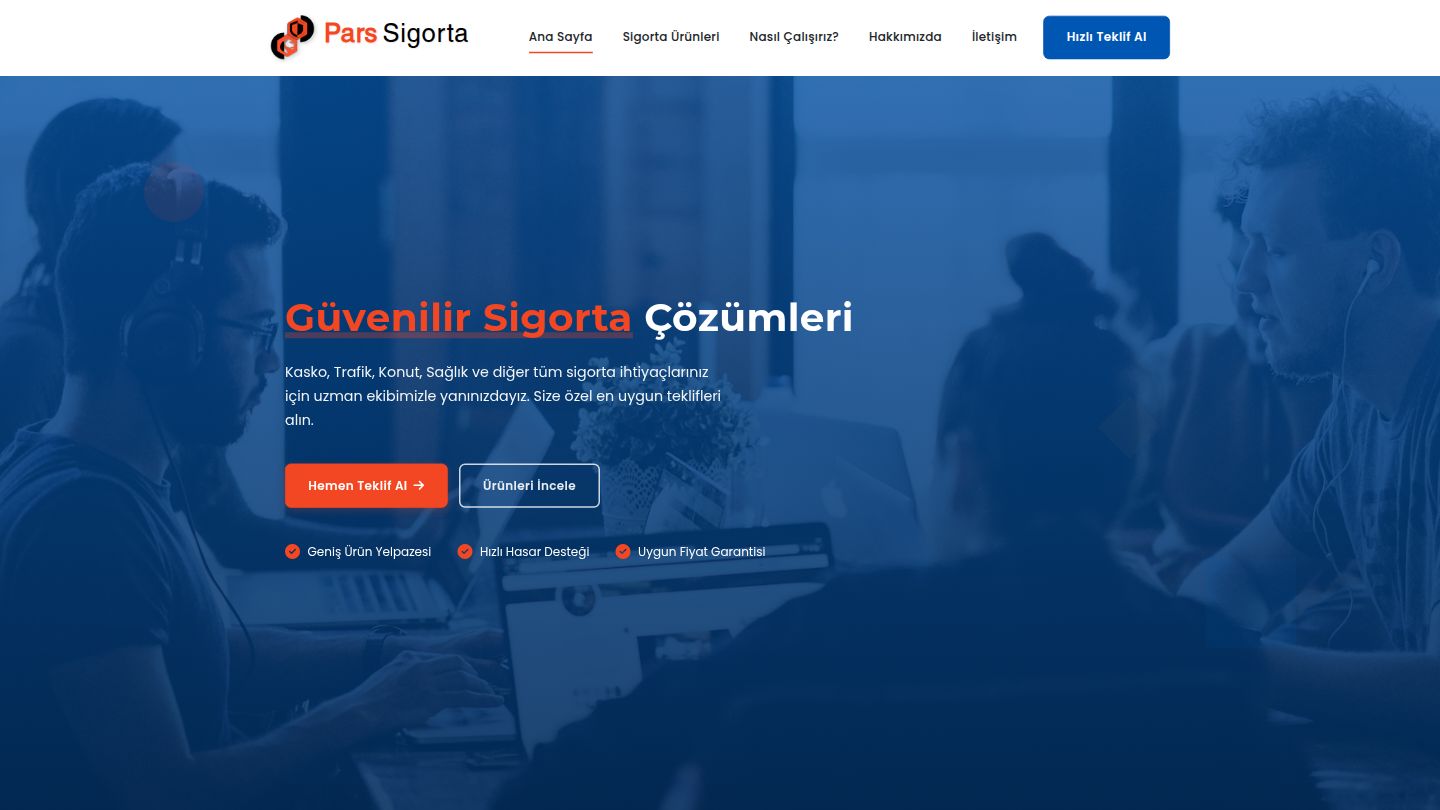 Pars Sigorta
Ana Sayfa
Sigorta Ürünleri
Nasıl Çalışırız?
Hakkımızda
İletişim
Hızlı Teklif Al
Güvenilir Sigorta Çözümleri
Kasko, Trafik, Konut, Sağlık ve diğer tüm sigorta ihtiyaçlarınız
için uzman ekibimizle yanınızdayız. Size özel en uygun teklifleri
alın.
Hemen Teklif Al
Ürünleri İncele
Geniş Ürün Yelpazesi
Hızlı Hasar Desteği
Uygun Fiyat Garantisi